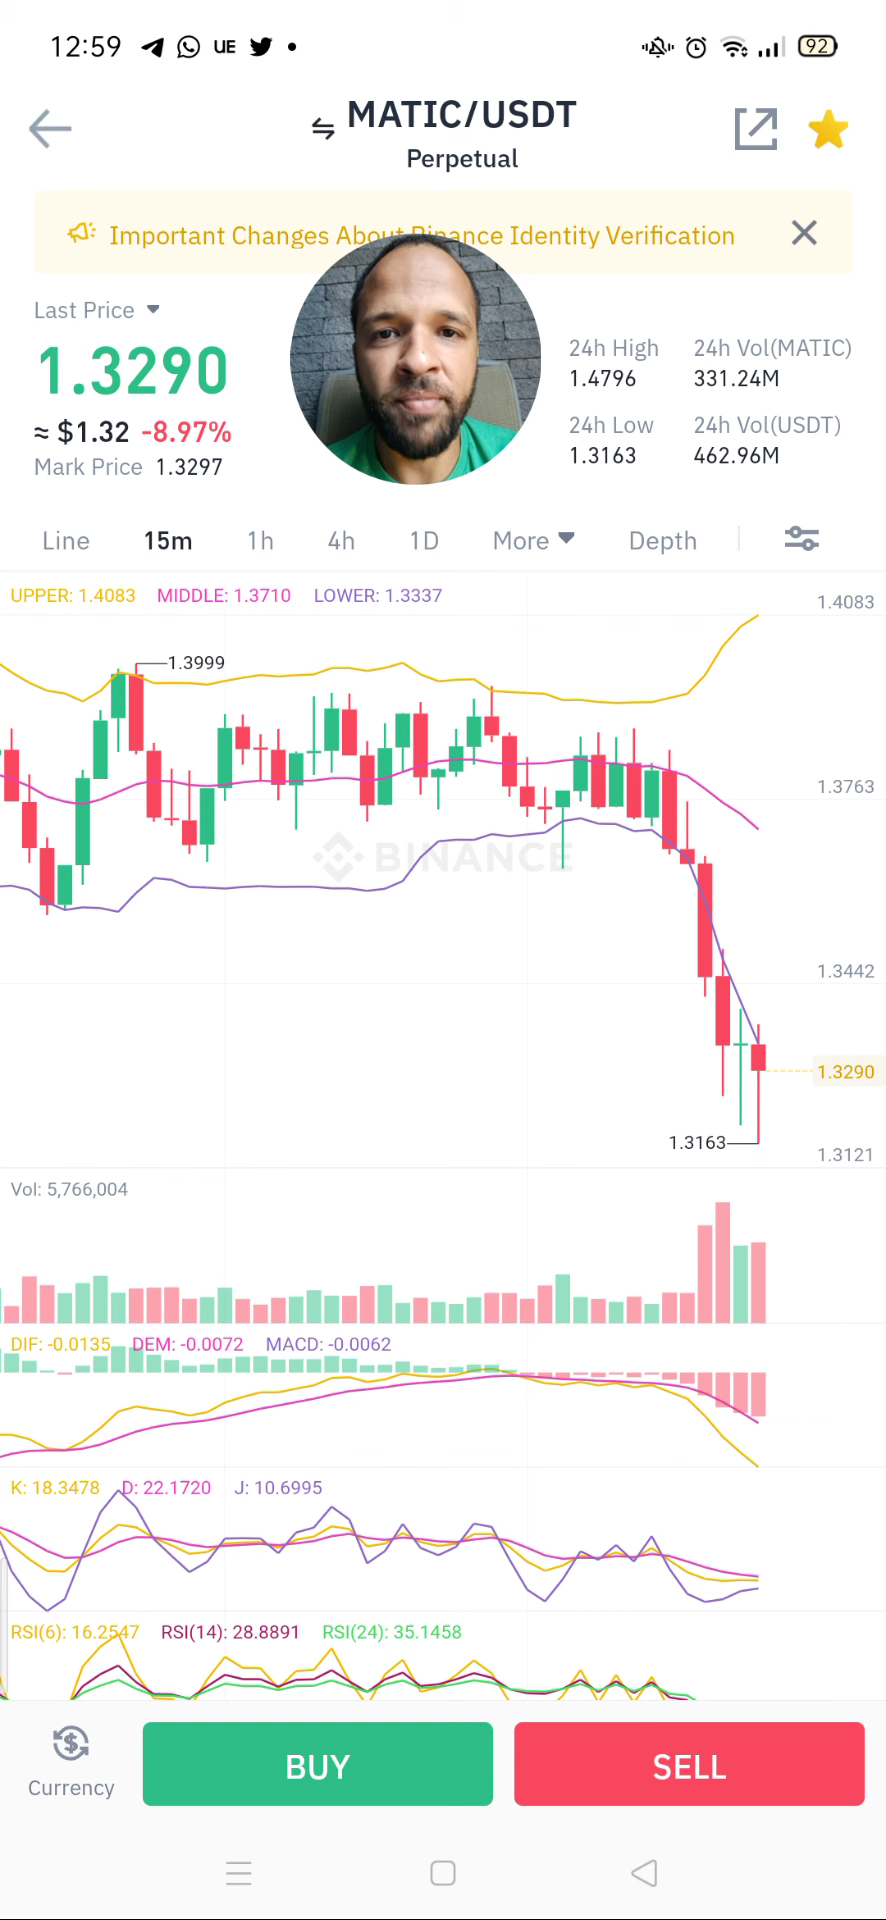 12:59 UE 92
MATIC/USDT
Perpetual
Important Changes About Binance Identity Verification
Last Price
1.3290
≈ $1.32 -8.97%
Mark Price 1.3297
24h High 24h Vol(MATIC)
1.4796 331.24M
24h Low 24h Vol(USDT)
1.3163 462.96M
Line 15m 1h 4h 1D More Depth
UPPER: 1.4083 MIDDLE: 1.3710 LOWER: 1.3337
1.4083
1.3999
1.3763
BINANCE
1.3442
1.3290
1.3163
1.3121
Vol: 5,766,004
DIF: -0.0135 DEM: -0.0072 MACD: -0.0062
K: 18.3478 D: 22.1720 J: 10.6995
RSI(6): 16.2547 RSI(14): 28.8891 RSI(24): 35.1458
Currency
BUY
SELL